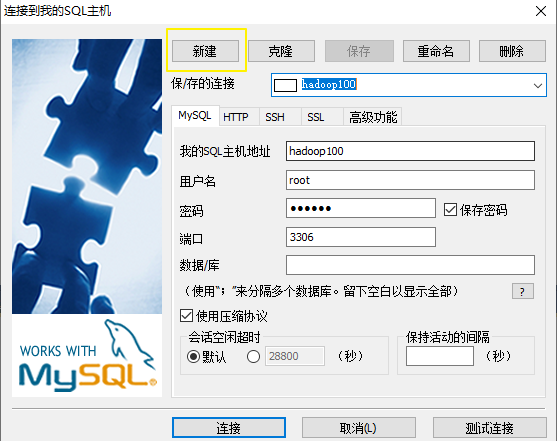 连接到我的SQL主机
新建 克隆 保存 重命名 删除
保/存的连接 hadoop100
MySQL HTTP SSH SSL 高级功能
我的SQL主机地址 hadoop100
用户名 root
密码 ●●●●●● 保存密码
端口 3306
数据/库
（使用“；”来分隔多个数据库。留下空白以显示全部） ?
使用压缩协议
会话空闲超时 保持活动的间隔
默认 28800 （秒） （秒）
WORKS WITH
MySQL®
连接 取消(L) 测试连接